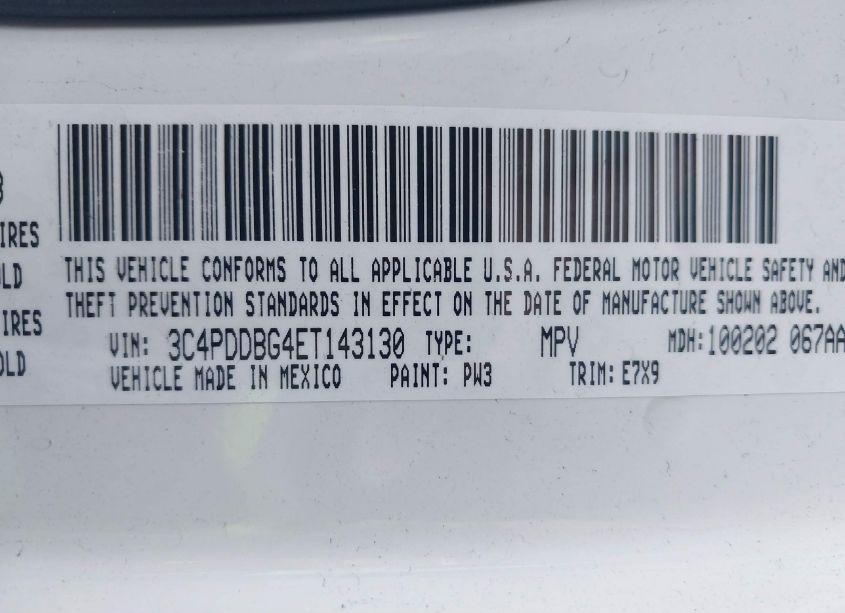 3
IRES
OLD
IRES
OLD
THIS VEHICLE CONFORMS TO ALL APPLICABLE U.S.A. FEDERAL MOTOR VEHICLE SAFETY AND
THEFT PREVENTION STANDARDS IN EFFECT ON THE DATE OF MANUFACTURE SHOWN ABOVE.
VIN: 3C4PDDBG4ET143130 TYPE: MPV MDH: 100202 067AA
VEHICLE MADE IN MEXICO PAINT: PW3 TRIM: E7X9